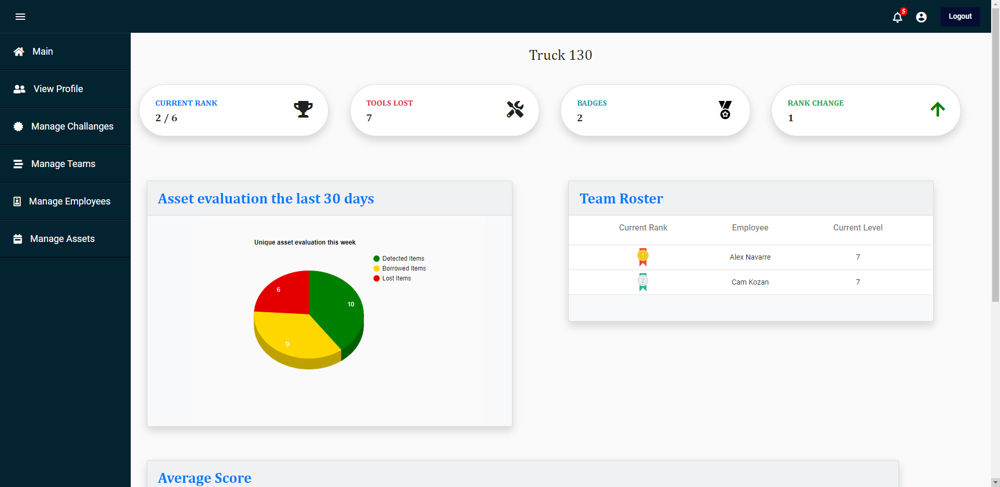 5
Logout
Main
View Profile
Manage Challanges
Manage Teams
Manage Employees
Manage Assets
Truck 130
CURRENT RANK
2 / 6
TOOLS LOST
7
BADGES
2
RANK CHANGE
1
Asset evaluation the last 30 days
Unique asset evaluation this week
Detected Items
Borrowed Items
Lost Items
6
10
9
Team Roster
Current Rank Employee Current Level
1 Alex Navarre 7
2 Cam Kozan 7
Average Score